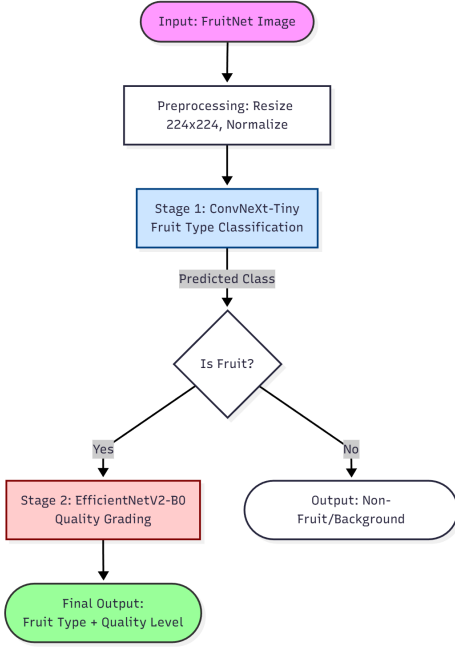 Input: FruitNet Image
Preprocessing: Resize
224x224, Normalize
Stage 1: ConvNeXt-Tiny
Fruit Type Classification
Predicted Class
Is Fruit?
Yes
No
Stage 2: EfficientNetV2-B0
Quality Grading
Output: Non-
Fruit/Background
Final Output:
Fruit Type + Quality Level